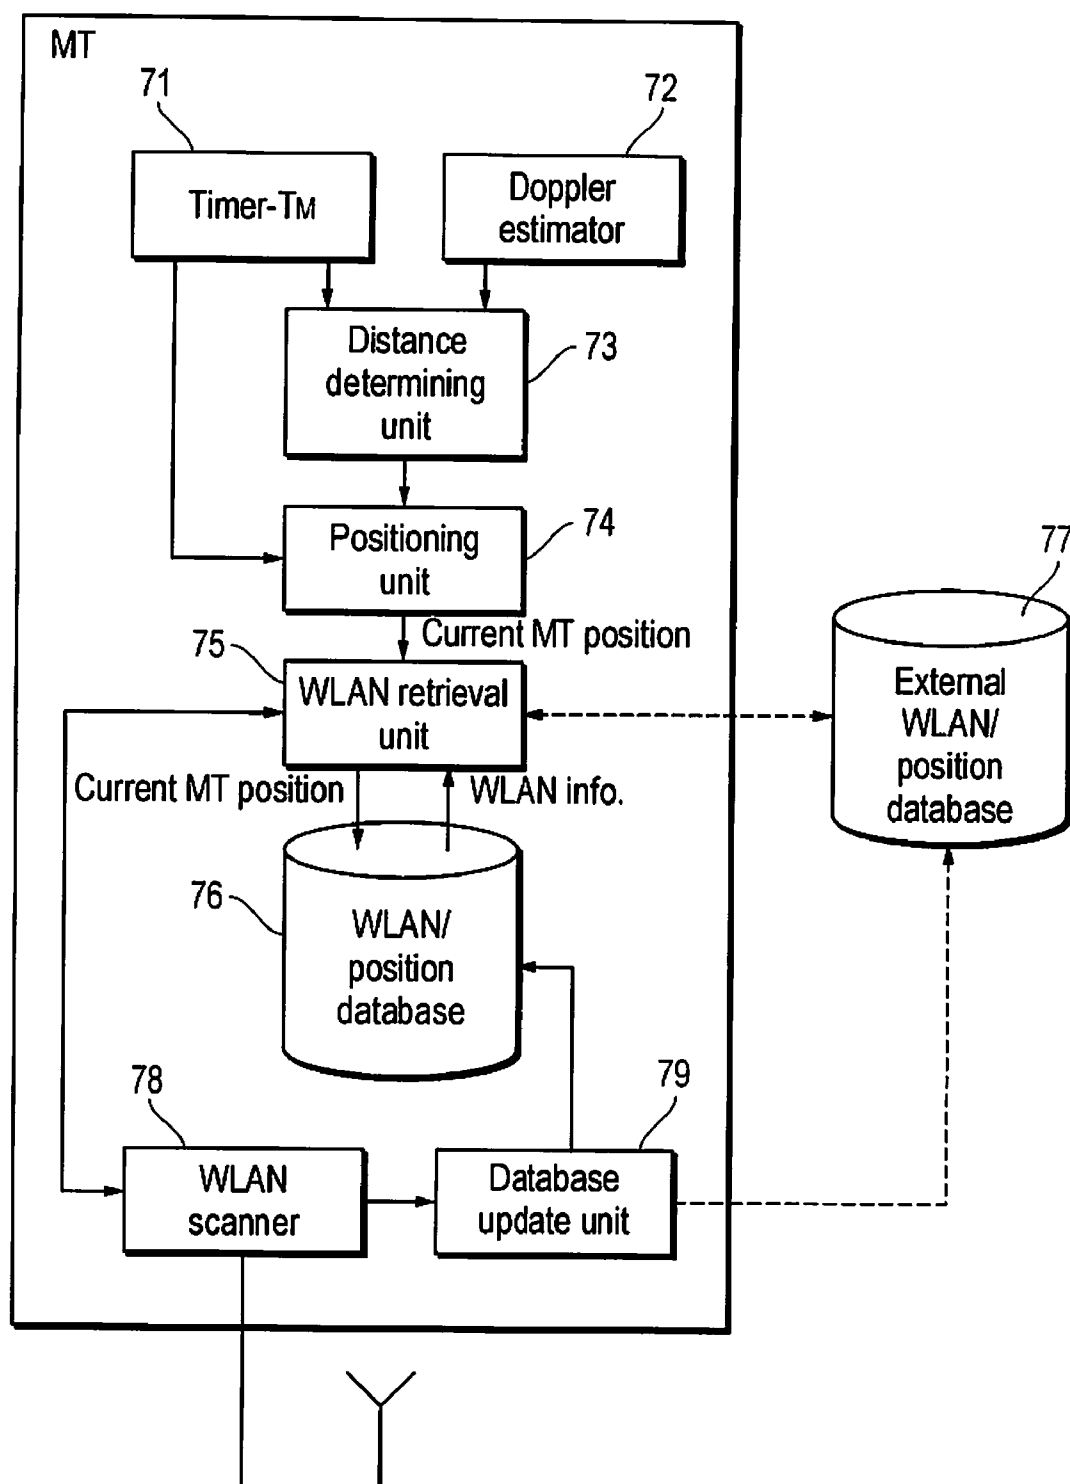 MT
71
72
Timer-TM
Doppler
estimator
Distance
determining
unit
73
Positioning
unit
74
Current MT position
75
WLAN retrieval
unit
77
External
WLAN/
position
database
Current MT position
WLAN info.
76
WLAN/
position
database
78
79
WLAN
scanner
Database
update unit